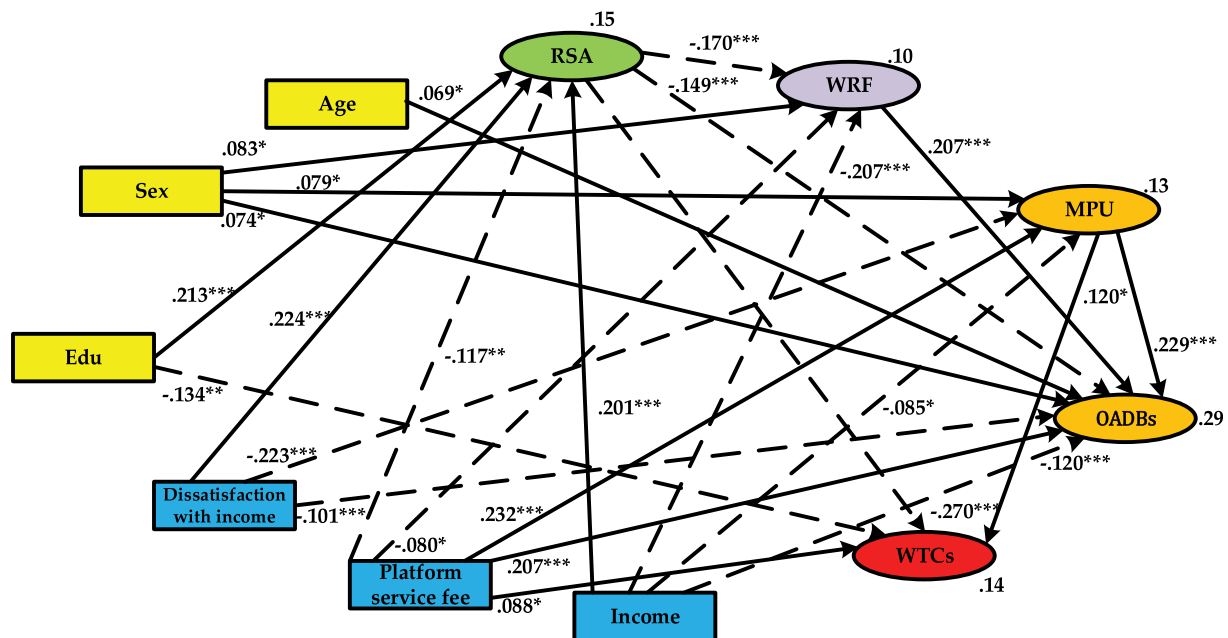 .15
RSA
-.170***
.10
WRF
-.149***
Age
.069*
.083*
.207***
-.207***
Sex
.079*
.074*
.13
MPU
.213***
.224***
.120*
Edu
-.117**
.229***
-.134**
.201***
-.085*
OADBs
.29
-.223***
-.120***
Dissatisfaction
with income
-.101***
.232***
-.270***
-.080*
WTCs
.207***
Platform
service fee
.088*
.14
Income